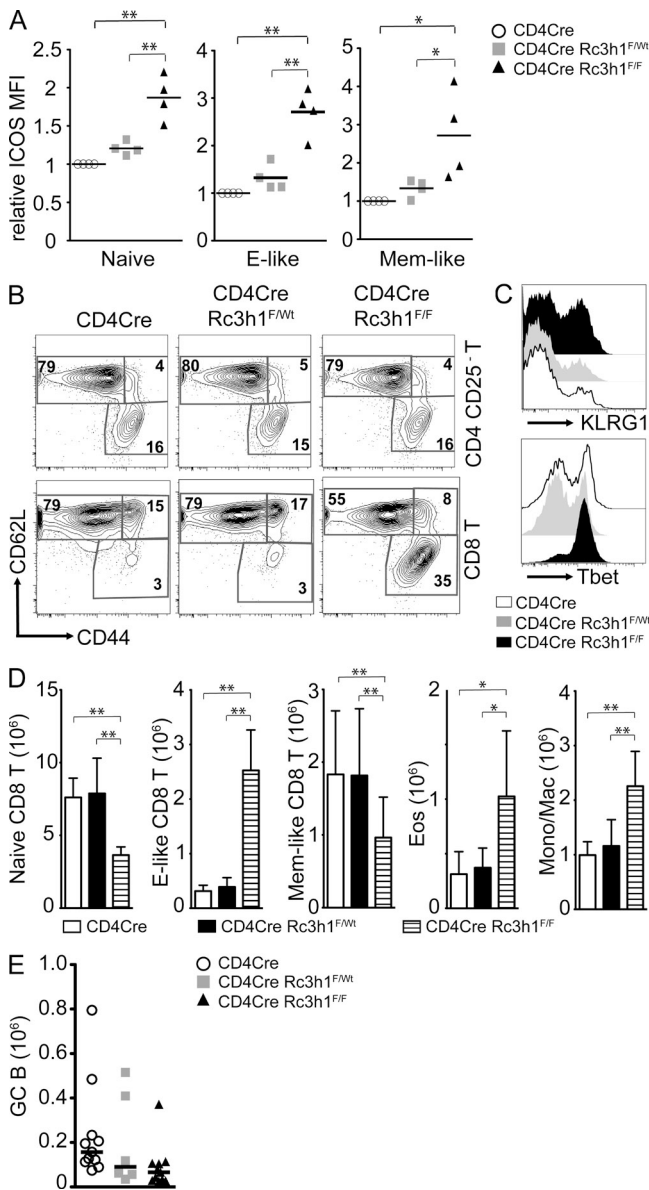 A
relative ICOS MFI
** ** ** ** * *
CD4Cre
CD4Cre Rc3h1F/Wt
CD4Cre Rc3h1F/F
2.5
2
1.5
1
0.5
0
Naive
4
3
2
1
0
E-like
5
4
3
2
1
0
Mem-like
B
CD4Cre
CD4Cre
Rc3h1F/Wt
CD4Cre
Rc3h1F/F
79 4 16
80 5 15
79 4 16
CD4 CD25- T
79 15 3
79 17 3
55 8 35
CD8 T
CD62L
CD44
C
KLRG1
Tbet
CD4Cre
CD4Cre Rc3h1F/Wt
CD4Cre Rc3h1F/F
D
Naive CD8 T (10⁶)
15
10
5
0
** **
E-like CD8 T (10⁶)
4
3
2
1
0
** **
Mem-like CD8 T (10⁶)
3
2
1
0
** **
Eos (10⁶)
2
1
0
* *
Mono/Mac (10⁶)
4
3
2
1
0
** **
CD4Cre
CD4Cre Rc3h1F/Wt
CD4Cre Rc3h1F/F
E
GC B (10⁶)
1.0
0.8
0.6
0.4
0.2
0
CD4Cre
CD4Cre Rc3h1F/Wt
CD4Cre Rc3h1F/F